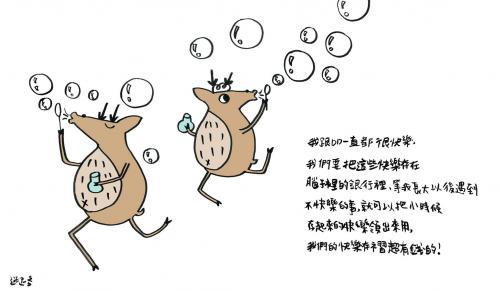 我跟叩一直都很快樂。
我們要把這些快樂存在
腦袋裡的銀行裡，等我長大以後遇到
不快樂的事，就可以把小時候
存起來的快樂領出來用，
我們的快樂存摺超有錢的！